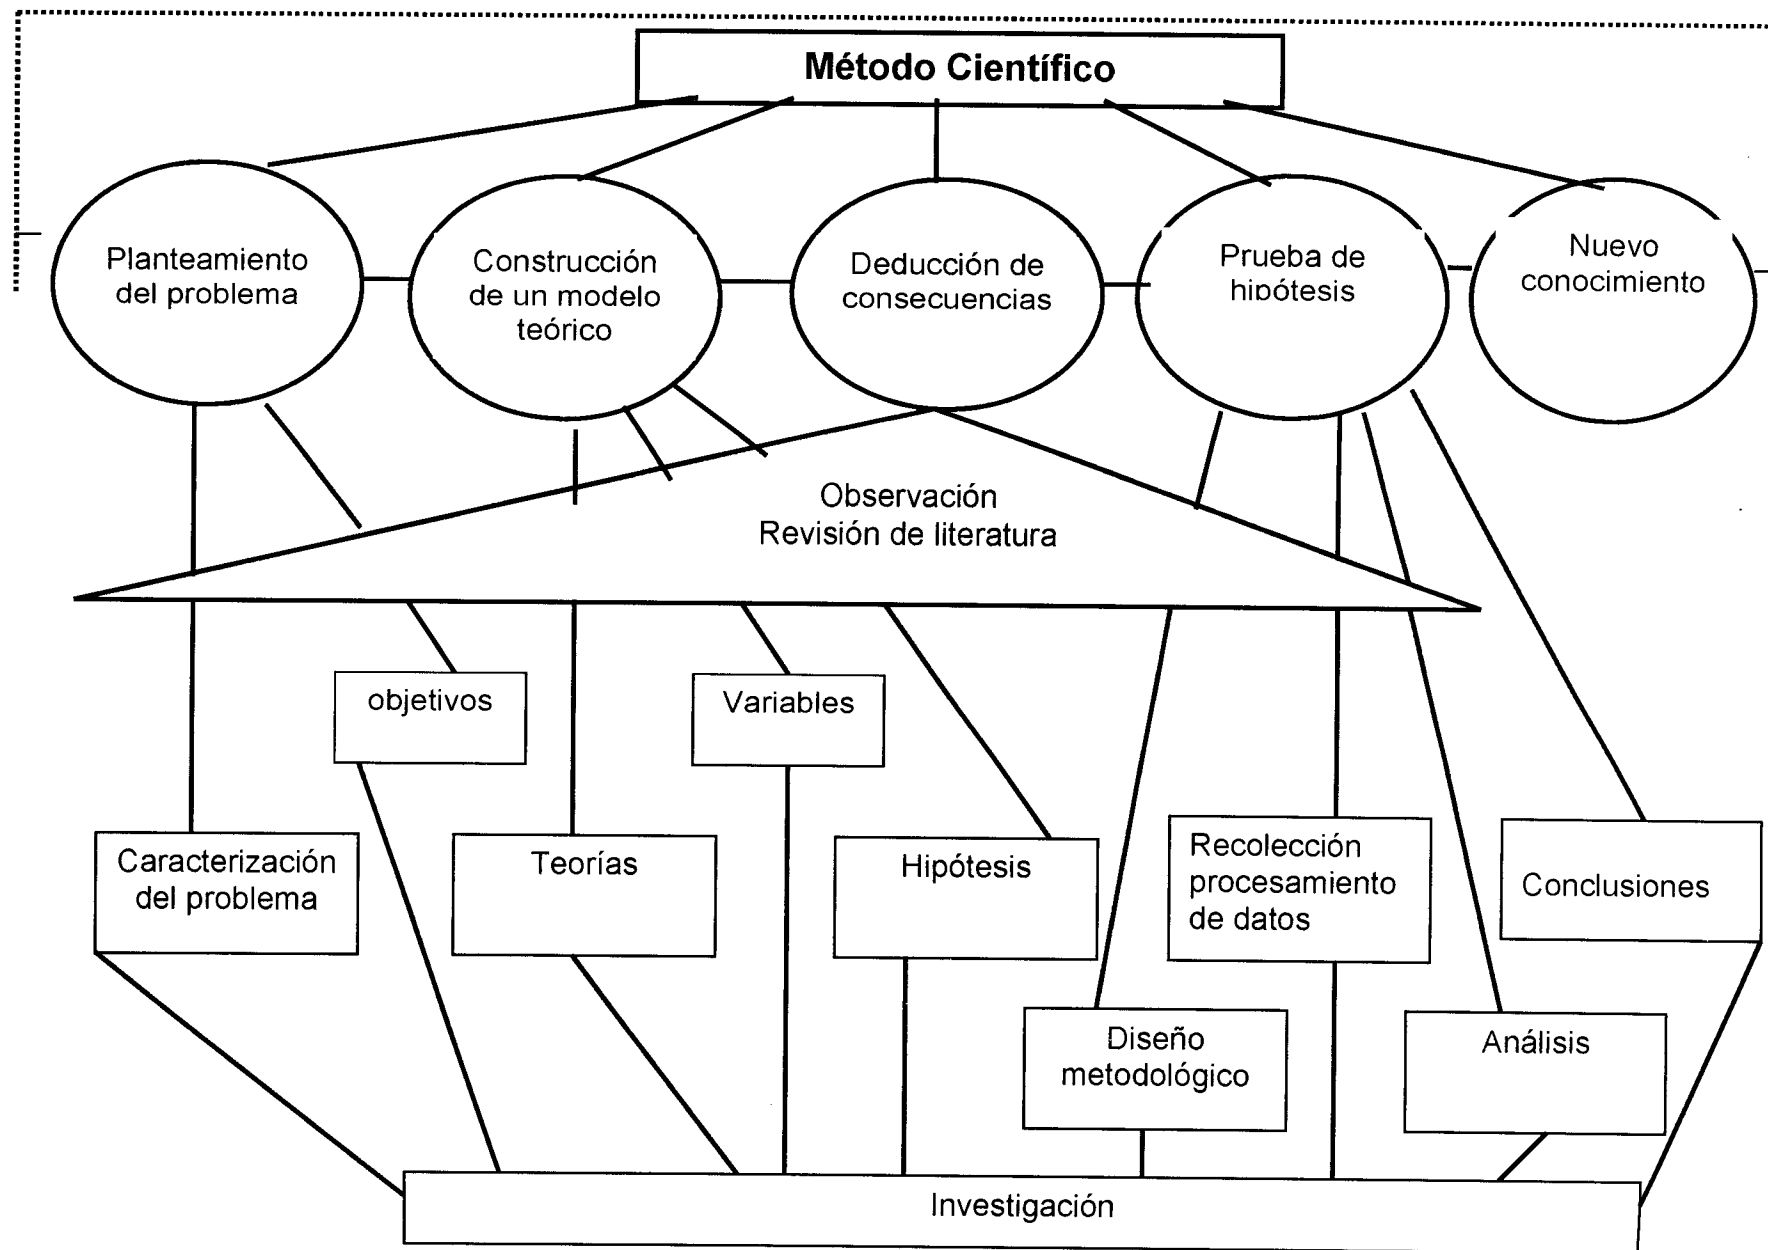 Método Científico
Planteamiento
del problema
Construcción
de un modelo
teórico
Deducción de
consecuencias
Prueba de
hipótesis
Nuevo
conocimiento
Observación
Revisión de literatura
objetivos
Variables
Caracterización
del problema
Teorías
Hipótesis
Recolección
procesamiento
de datos
Conclusiones
Diseño
metodológico
Análisis
Investigación